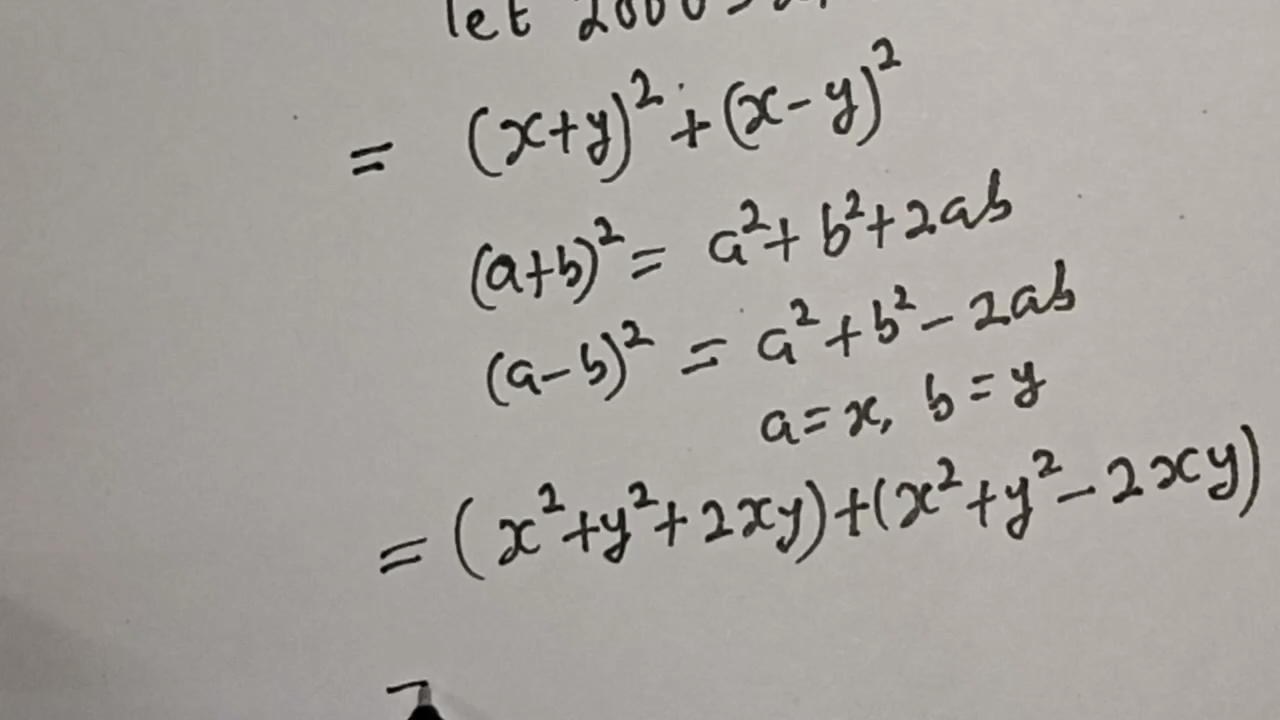 let 2000 =
= (x+y)² + (x-y)²
(a+b)² = a² + b² + 2ab
(a-b)² = a² + b² - 2ab
a = x, b = y
= (x² + y² + 2xy) + (x² + y² - 2xy)